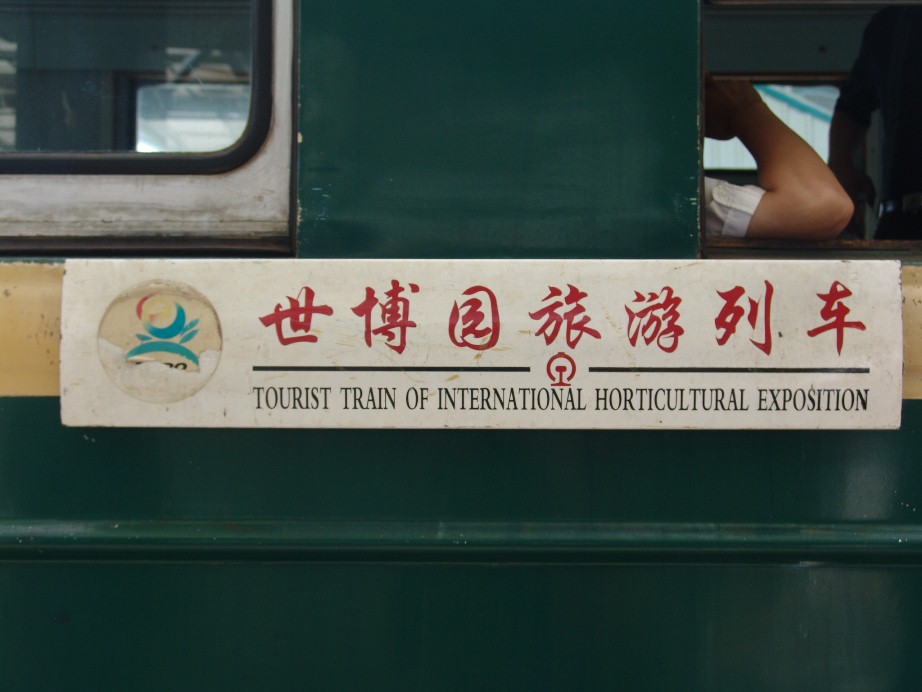 世博园旅游列车
TOURIST TRAIN OF INTERNATIONAL HORTICULTURAL EXPOSITION